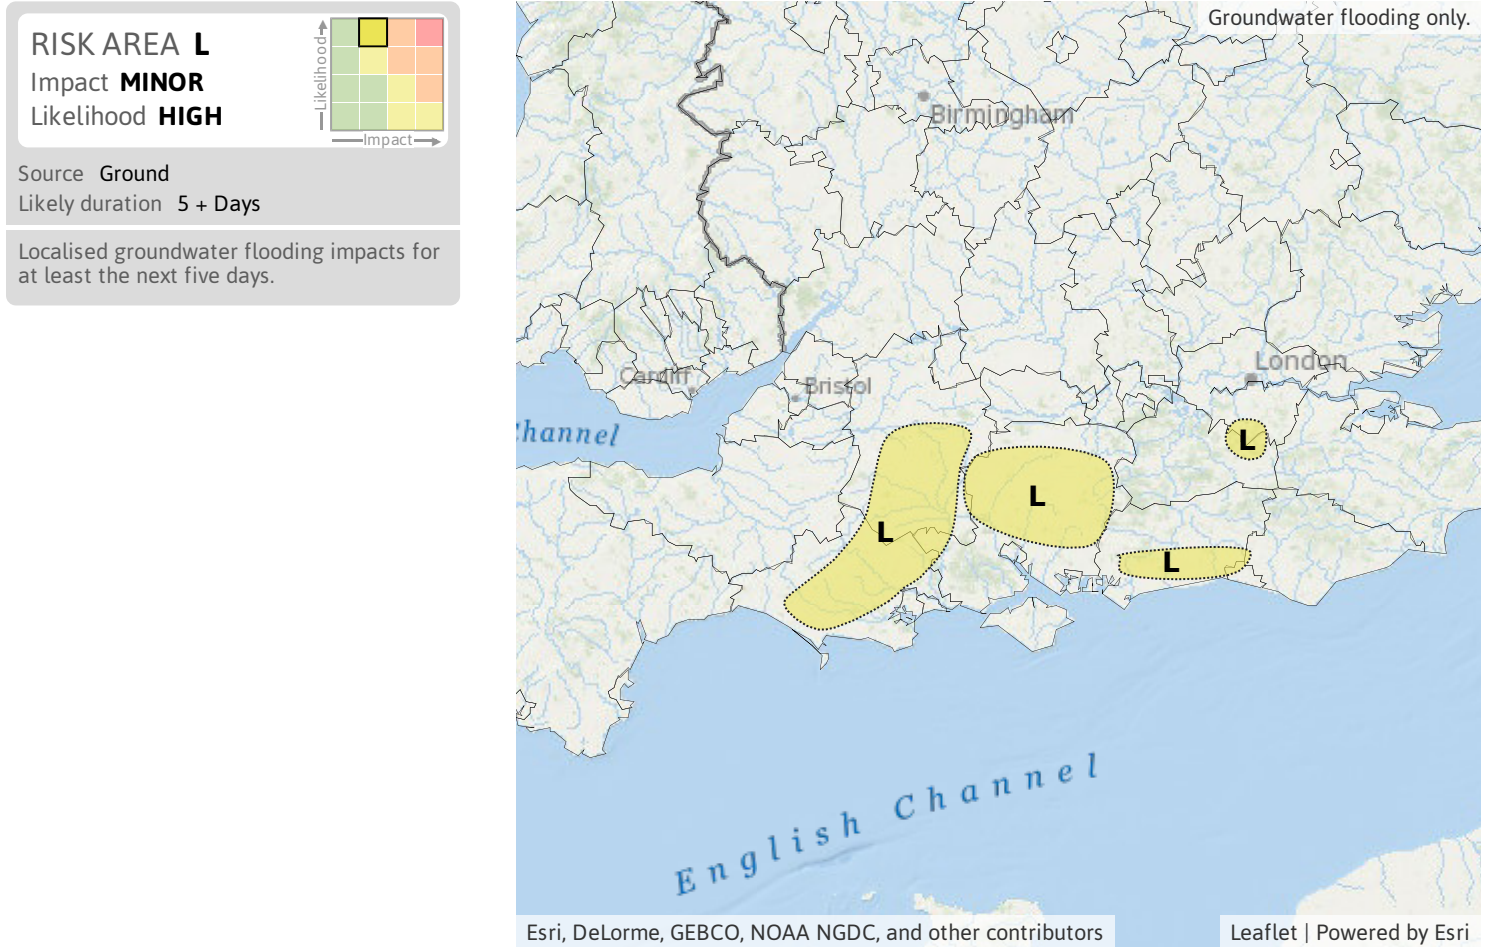 RISK AREA L
Impact MINOR
Likelihood HIGH
Likelihood
Impact
Source Ground
Likely duration 5 + Days
Localised groundwater flooding impacts for
at least the next five days.
Groundwater flooding only.
Birmingham
London
Cardiff
Bristol
Channel
L
L
L
L
English Channel
Esri, DeLorme, GEBCO, NOAA NGDC, and other contributors
Leaflet | Powered by Esri